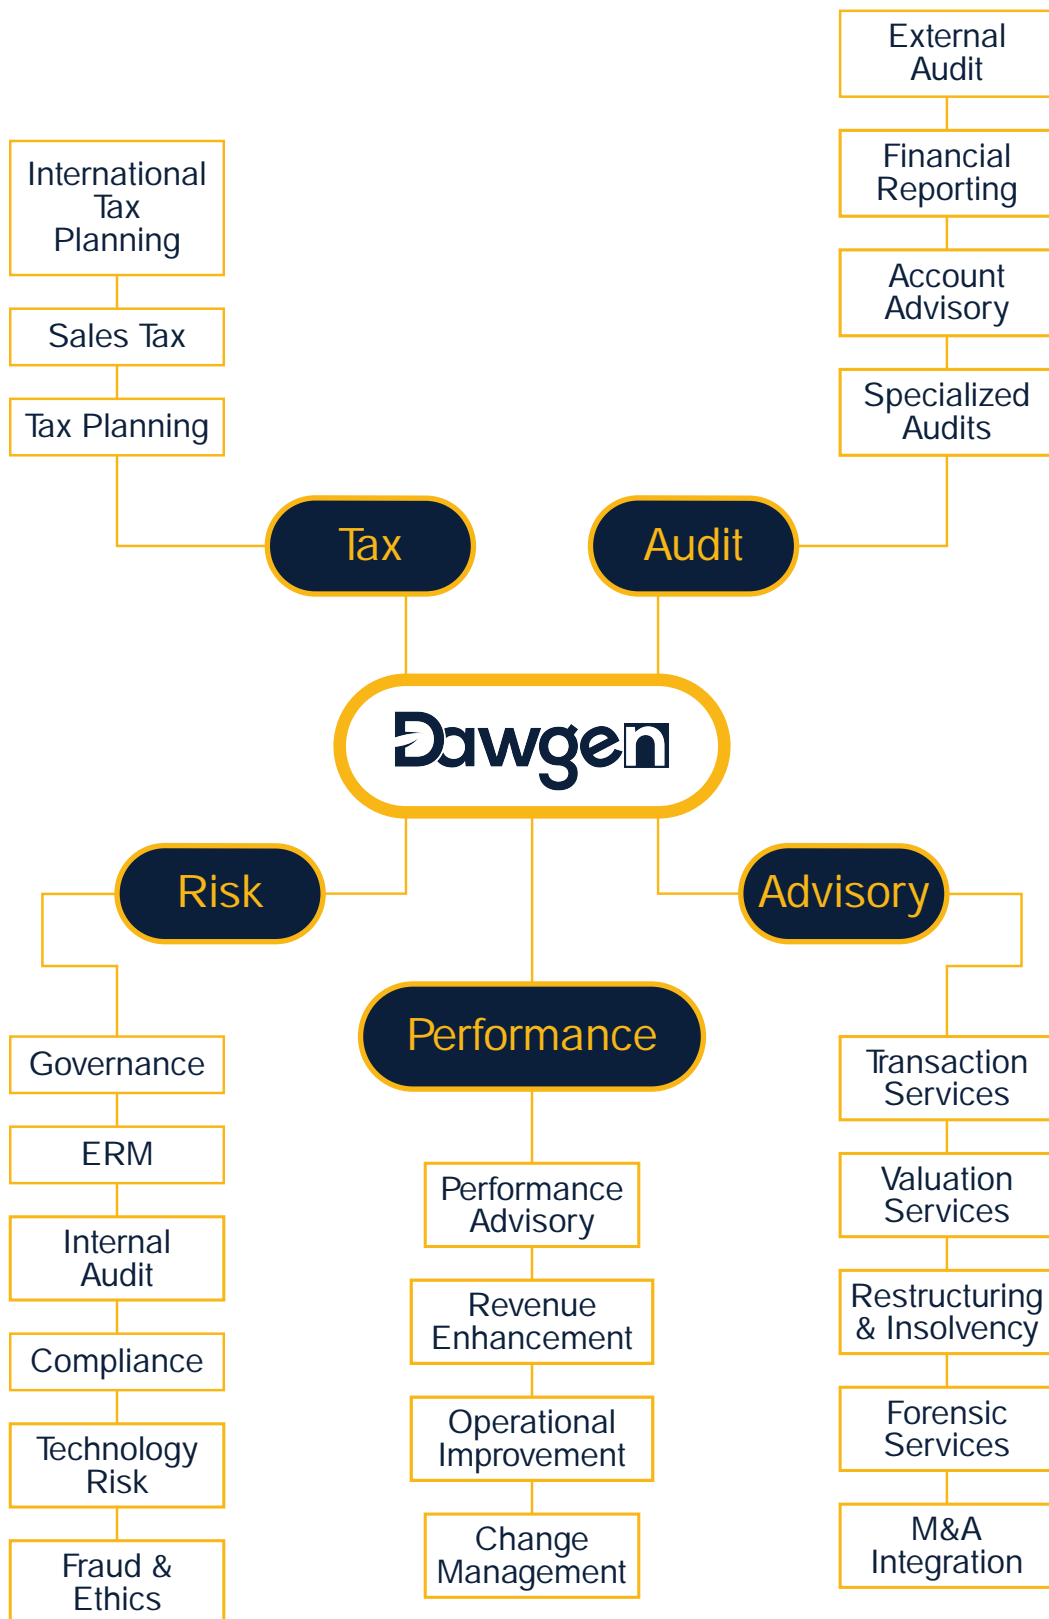 External
Audit
Financial
Reporting
Account
Advisory
Specialized
Audits
International
Tax
Planning
Sales Tax
Tax Planning
Tax
Audit
Dawgen
Risk
Advisory
Performance
Governance
ERM
Internal
Audit
Compliance
Technology
Risk
Fraud &
Ethics
Performance
Advisory
Revenue
Enhancement
Operational
Improvement
Change
Management
Transaction
Services
Valuation
Services
Restructuring
& Insolvency
Forensic
Services
M&A
Integration